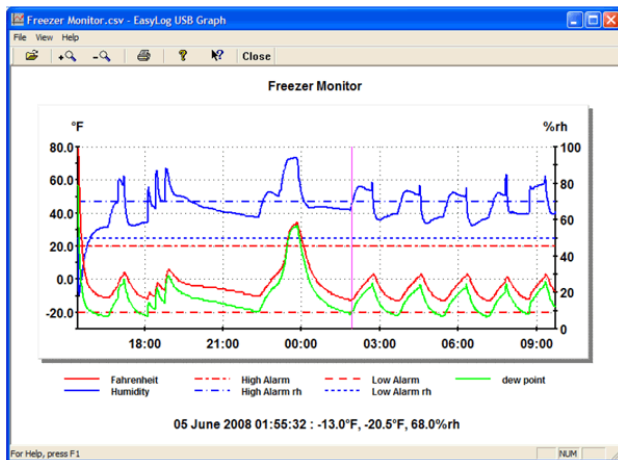 Freezer Monitor.csv - EasyLog USB Graph
File View Help
Close
Freezer Monitor
°F %rh
80.0 100
60.0 80
40.0 60
20.0 40
0.0 20
-20.0 0
18:00 21:00 00:00 03:00 06:00 09:00
Fahrenheit High Alarm Low Alarm dew point
Humidity High Alarm rh Low Alarm rh
05 June 2008 01:55:32 : -13.0°F, -20.5°F, 68.0%rh
For Help, press F1 NUM